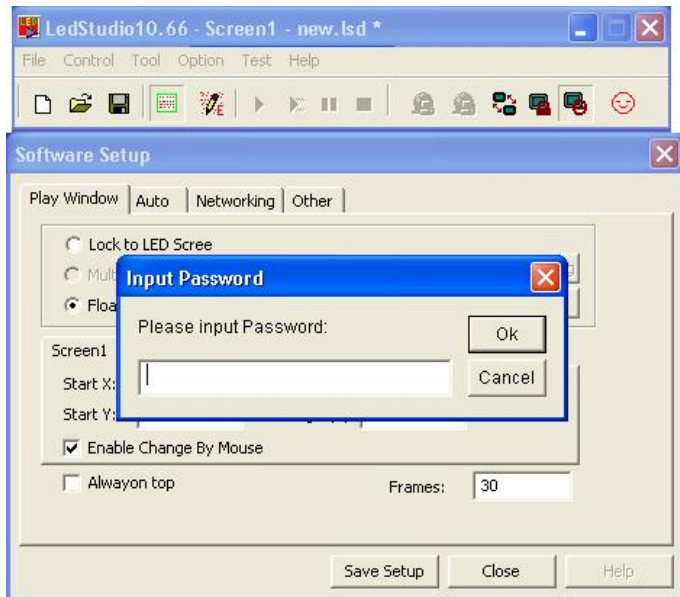 LedStudio10.66 - Screen1 - new.lsd *
File Control Tool Option Test Help
Software Setup
Play Window Auto Networking Other
Lock to LED Scree
Input Password
Please input Password:
Ok
Cancel
Screen1
Start X:
Start Y:
Enable Change By Mouse
Alwayon top Frames: 30
Save Setup Close Help